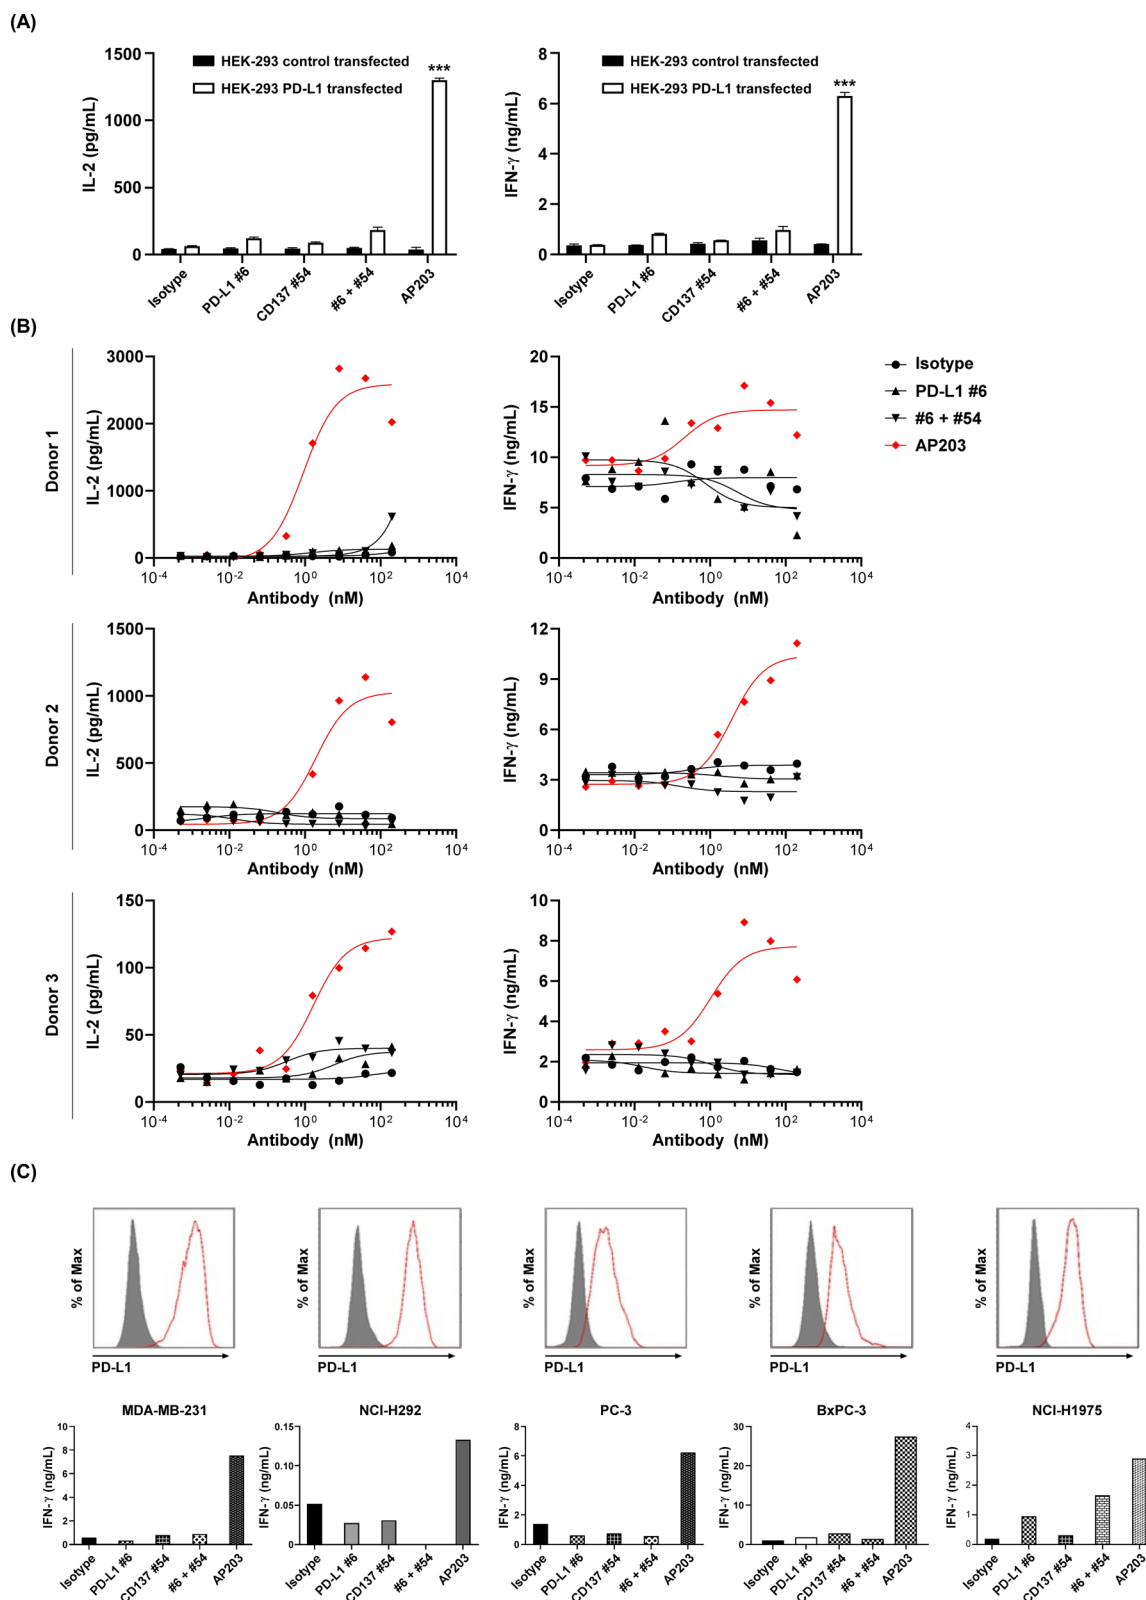 (A)
IL-2 (pg/mL)
1500
1000
500
0
HEK-293 control transfected
HEK-293 PD-L1 transfected
***
Isotype
PD-L1 #6
CD137 #54
#6 + #54
AP203
IFN-γ (ng/mL)
8
6
4
2
0
HEK-293 control transfected
HEK-293 PD-L1 transfected
***
Isotype
PD-L1 #6
CD137 #54
#6 + #54
AP203
(B)
Donor 1
IL-2 (pg/mL)
3000
2000
1000
0
10-4
10-2
100
102
104
Antibody (nM)
IFN-γ (ng/mL)
20
15
10
5
0
10-4
10-2
100
102
104
Antibody (nM)
Isotype
PD-L1 #6
#6 + #54
AP203
Donor 2
IL-2 (pg/mL)
1500
1000
500
0
10-4
10-2
100
102
104
Antibody (nM)
IFN-γ (ng/mL)
12
9
6
3
0
10-4
10-2
100
102
104
Antibody (nM)
Donor 3
IL-2 (pg/mL)
150
100
50
0
10-4
10-2
100
102
104
Antibody (nM)
IFN-γ (ng/mL)
10
8
6
4
2
0
10-4
10-2
100
102
104
Antibody (nM)
(C)
% of Max
PD-L1
% of Max
PD-L1
% of Max
PD-L1
% of Max
PD-L1
% of Max
PD-L1
MDA-MB-231
IFN-γ (ng/mL)
10
8
6
4
2
0
Isotype
PD-L1 #6
CD137 #54
#6 + #54
AP203
NCI-H292
IFN-γ (ng/mL)
0.15
0.10
0.05
0
Isotype
PD-L1 #6
CD137 #54
#6 + #54
AP203
PC-3
IFN-γ (ng/mL)
8
6
4
2
0
Isotype
PD-L1 #6
CD137 #54
#6 + #54
AP203
BxPC-3
IFN-γ (ng/mL)
30
20
10
0
Isotype
PD-L1 #6
CD137 #54
#6 + #54
AP203
NCI-H1975
IFN-γ (ng/mL)
4
3
2
1
0
Isotype
PD-L1 #6
CD137 #54
#6 + #54
AP203